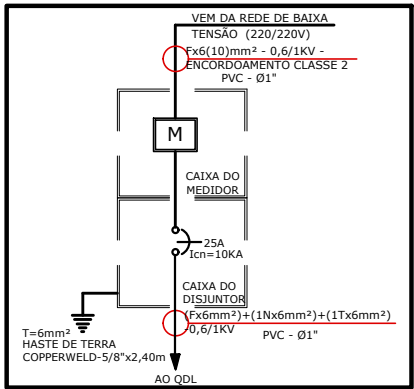 VEM DA REDE DE BAIXA
TENSÃO (220/220V)
Fx6(10)mm² - 0,6/1KV -
ENCORDOAMENTO CLASSE 2
PVC - Ø1"
M
CAIXA DO
MEDIDOR
25A
Icn=10KA
CAIXA DO
DISJUNTOR
(Fx6mm²)+(1Nx6mm²)+(1Tx6mm²)
-0,6/1KV
PVC - Ø1"
T=6mm²
HASTE DE TERRA
COPPERWELD-5/8"x2,40m
AO QDL